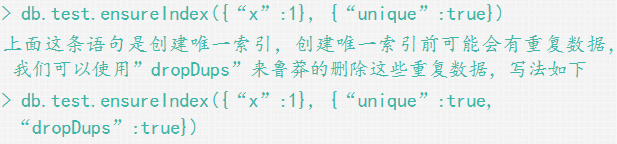 > db.test.ensureIndex({“x”:1}, {“unique”:true})
上面这条语句是创建唯一索引，创建唯一索引前可能会有重复数据，
我们可以使用”dropDups”来鲁莽的删除这些重复数据，写法如下
> db.test.ensureIndex({“x”:1}, {“unique”:true,
“dropDups”:true})